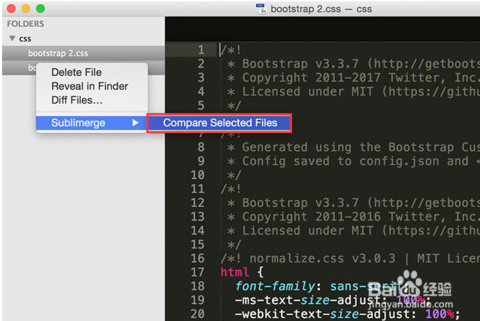 bootstrap 2.css — css
FOLDERS
css
bootstrap 2.css
Delete File
Reveal in Finder
Diff Files…
Sublimerge
Compare Selected Files
1 /*!
2 * Bootstrap v3.3.7 (http://getboots
3 * Copyright 2011-2017 Twitter, Inc.
4 * Licensed under MIT (https://githu
5 */
7 /*!
8 * Generated using the Bootstrap Cus
9 * Config saved to config.json and <
10 */
11 /*!
12 * Bootstrap v3.3.7 (http://getboots
13 * Copyright 2011-2016 Twitter, Inc.
14 * Licensed under MIT (https://githu
15 */
16 /*! normalize.css v3.0.3 | MIT Licen
17 html {
18 font-family: sans-serif
19 -ms-text-size-adjust: 100%;
20 -webkit-text-size-adjust: 100%;
Baidu 经验
jingyan.baidu.com